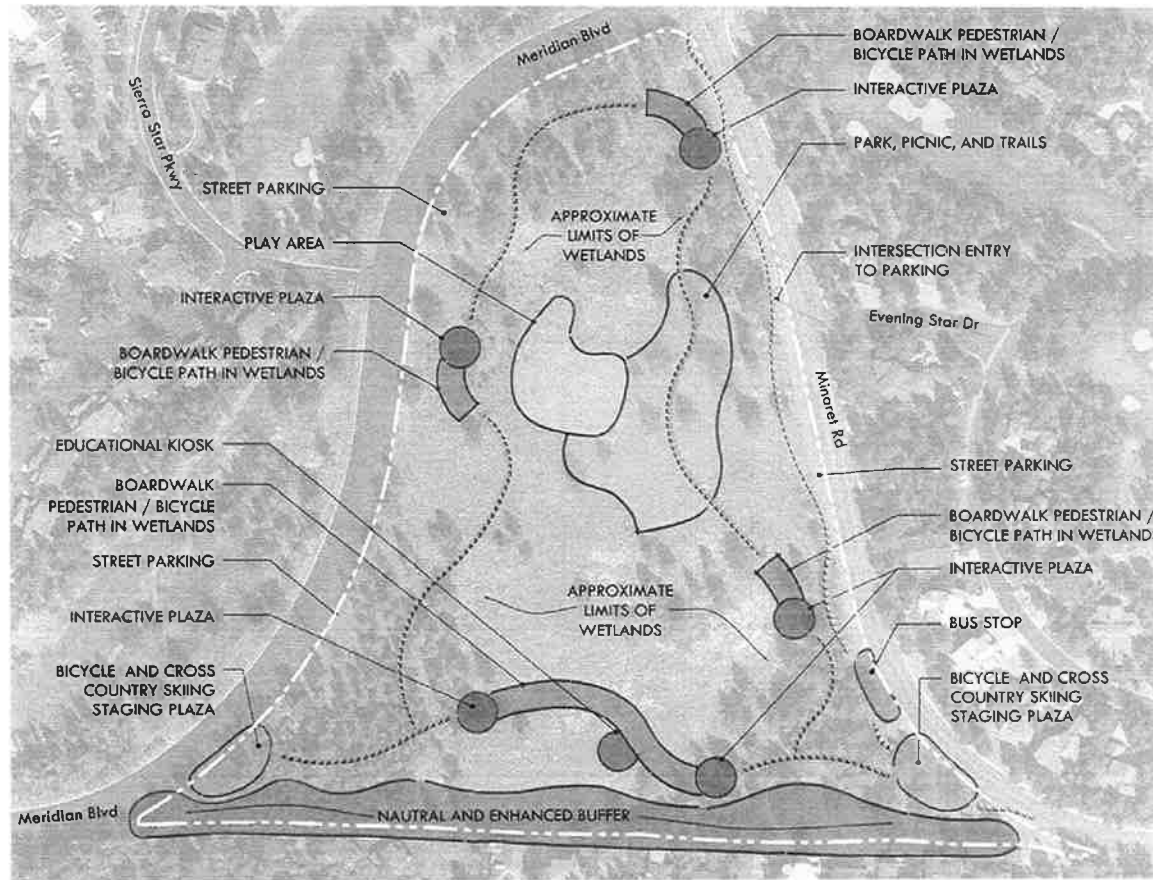 Meridian Blvd
BOARDWALK PEDESTRIAN /
BICYCLE PATH IN WETLANDS
INTERACTIVE PLAZA
PARK, PICNIC, AND TRAILS
Sierra Star Pkwy
STREET PARKING
APPROXIMATE
LIMITS OF
WETLANDS
PLAY AREA
INTERSECTION ENTRY
TO PARKING
INTERACTIVE PLAZA
Evening Star Dr
BOARDWALK PEDESTRIAN /
BICYCLE PATH IN WETLANDS
Minaret Rd
EDUCATIONAL KIOSK
STREET PARKING
BOARDWALK
PEDESTRIAN / BICYCLE
PATH IN WETLANDS
BOARDWALK PEDESTRIAN /
BICYCLE PATH IN WETLANDS
STREET PARKING
INTERACTIVE PLAZA
APPROXIMATE
LIMITS OF
WETLANDS
INTERACTIVE PLAZA
BUS STOP
BICYCLE AND CROSS
COUNTRY SKIING
STAGING PLAZA
BICYCLE AND CROSS
COUNTRY SKIING
STAGING PLAZA
Meridian Blvd
NAUTRAL AND ENHANCED BUFFER